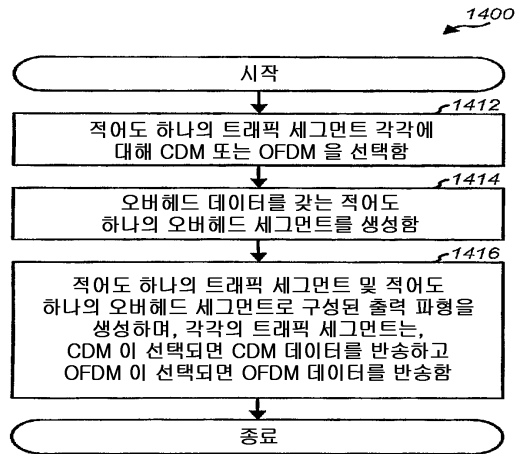 1400
시작
1412
적어도 하나의 트래픽 세그먼트 각각에
대해 CDM 또는 OFDM 을 선택함
1414
오버헤드 데이터를 갖는 적어도
하나의 오버헤드 세그먼트를 생성함
1416
적어도 하나의 트래픽 세그먼트 및 적어도
하나의 오버헤드 세그먼트로 구성된 출력 파형을
생성하며, 각각의 트래픽 세그먼트는,
CDM 이 선택되면 CDM 데이터를 반송하고
OFDM 이 선택되면 OFDM 데이터를 반송함
종료